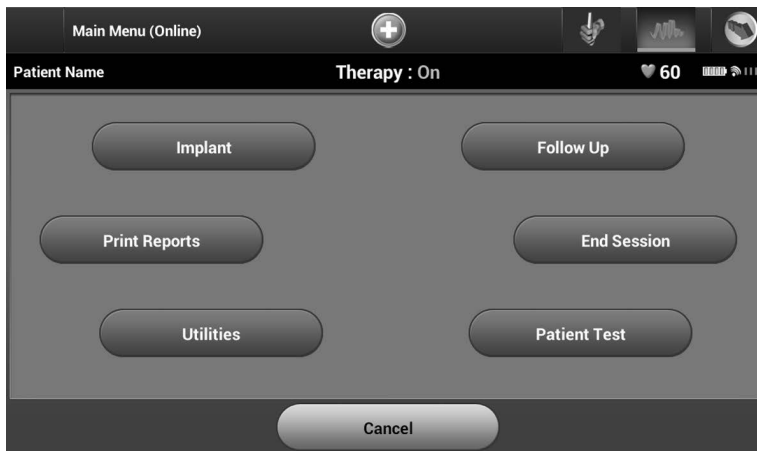 Main Menu (Online)
Patient Name Therapy : On 60
Implant Follow Up
Print Reports End Session
Utilities Patient Test
Cancel